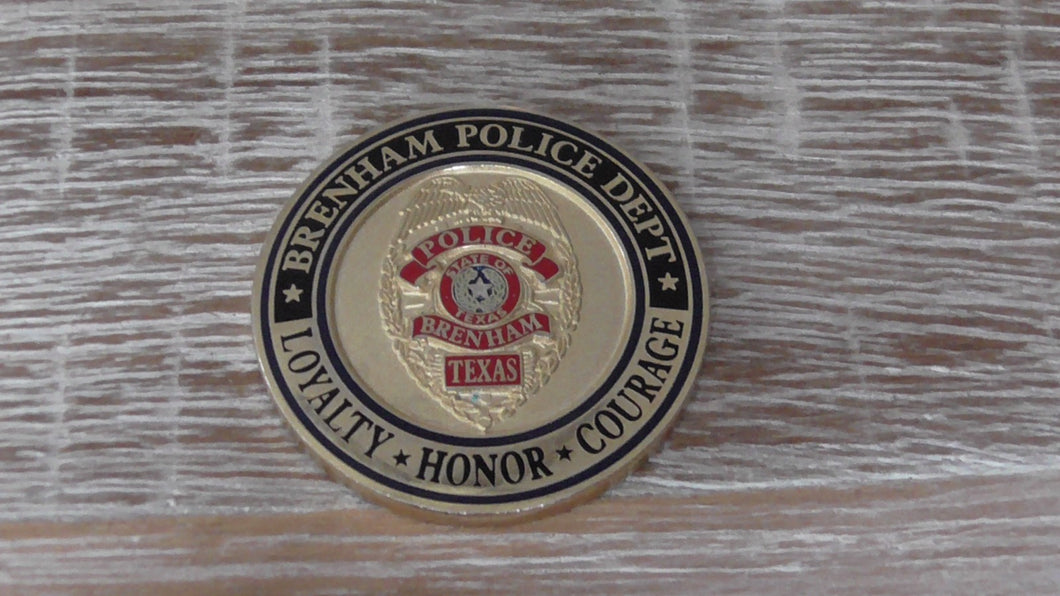 ★ BRENHAM POLICE DEPT ★
LOYALTY ★ HONOR ★ COURAGE
POLICE
STATE OF
TEXAS
BRENHAM
TEXAS